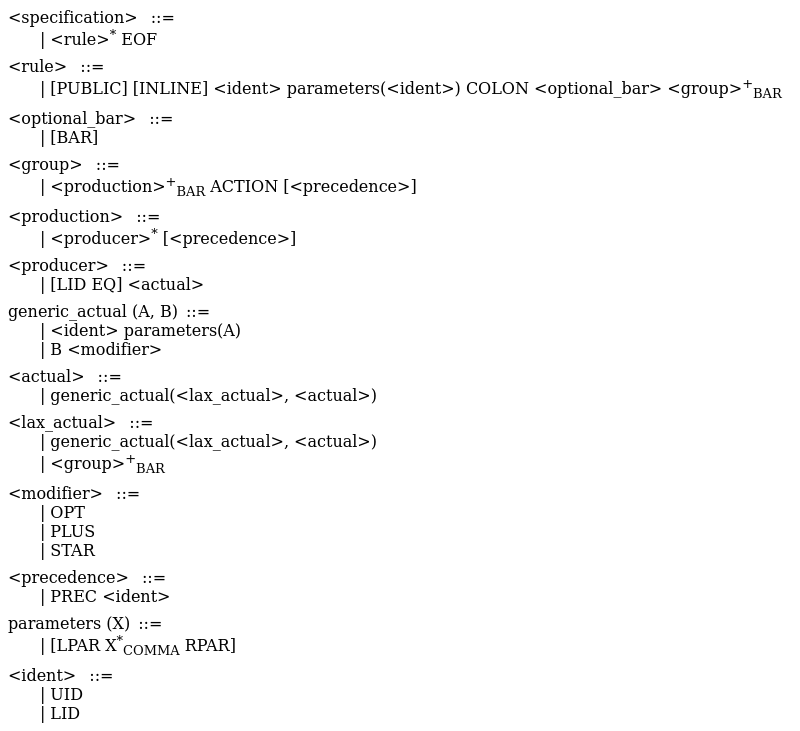 <specification> ::=
| <rule>* EOF
<rule> ::=
| [PUBLIC] [INLINE] <ident> parameters(<ident>) COLON <optional_bar> <group>+BAR
<optional_bar> ::=
| [BAR]
<group> ::=
| <production>+BAR ACTION [<precedence>]
<production> ::=
| <producer>* [<precedence>]
<producer> ::=
| [LID EQ] <actual>
generic_actual (A, B) ::=
| <ident> parameters(A)
| B <modifier>
<actual> ::=
| generic_actual(<lax_actual>, <actual>)
<lax_actual> ::=
| generic_actual(<lax_actual>, <actual>)
| <group>+BAR
<modifier> ::=
| OPT
| PLUS
| STAR
<precedence> ::=
| PREC <ident>
parameters (X) ::=
| [LPAR X*COMMA RPAR]
<ident> ::=
| UID
| LID